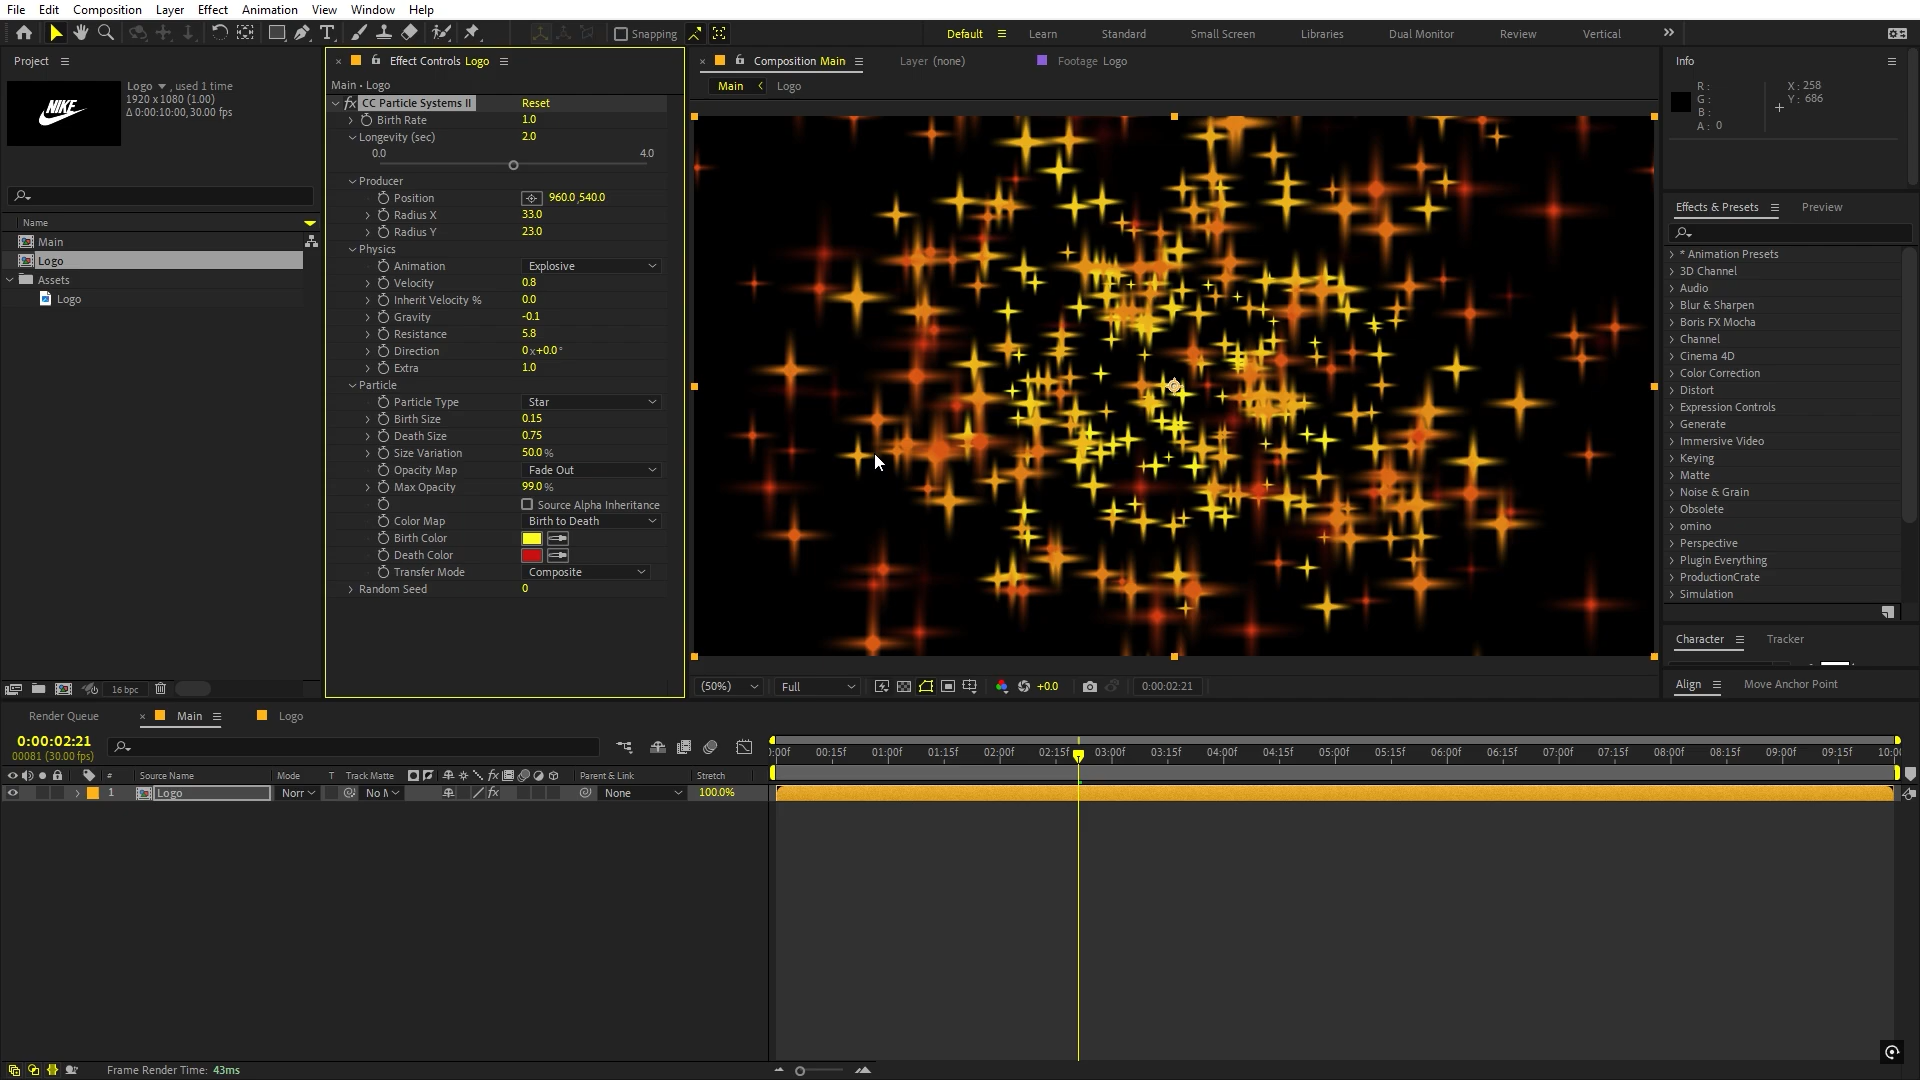 File Edit Composition Layer Effect Animation View Window Help
Snapping
Default Learn Standard Small Screen Libraries Dual Monitor Review Vertical
Project
Logo , used 1 time
1920 x 1080 (1.00)
Δ 0:00:10:00, 30.00 fps
NIKE
Name
Main
Logo
Assets
Logo
16 bpc
Effect Controls Logo
Main • Logo
fx CC Particle Systems II Reset
Birth Rate 1.0
Longevity (sec) 2.0
0.0 4.0
Producer
Position 960.0,540.0
Radius X 33.0
Radius Y 23.0
Physics
Animation Explosive
Velocity 0.8
Inherit Velocity % 0.0
Gravity -0.1
Resistance 5.8
Direction 0x+0.0°
Extra 1.0
Particle
Particle Type Star
Birth Size 0.15
Death Size 0.75
Size Variation 50.0 %
Opacity Map Fade Out
Max Opacity 99.0 %
Source Alpha Inheritance
Color Map Birth to Death
Birth Color
Death Color
Transfer Mode Composite
Random Seed 0
Composition Main Layer (none) Footage Logo
Main Logo
(50%) Full +0.0 0:00:02:21
Info
R:
G:
B:
A: 0
X: 258
Y: 686
Effects & Presets Preview
* Animation Presets
3D Channel
Audio
Blur & Sharpen
Boris FX Mocha
Channel
Cinema 4D
Color Correction
Distort
Expression Controls
Generate
Immersive Video
Keying
Matte
Noise & Grain
Obsolete
omino
Perspective
Plugin Everything
ProductionCrate
Simulation
Character Tracker
Align Move Anchor Point
Render Queue Main Logo
0:00:02:21
00081 (30.00 fps)
# Source Name Mode T Track Matte fx Parent & Link Stretch
1 Logo Norr No M fx None 100.0%
):00f 00:15f 01:00f 01:15f 02:00f 02:15f 03:00f 03:15f 04:00f 04:15f 05:00f 05:15f 06:00f 06:15f 07:00f 07:15f 08:00f 08:15f 09:00f 09:15f 10:0
Frame Render Time: 43ms